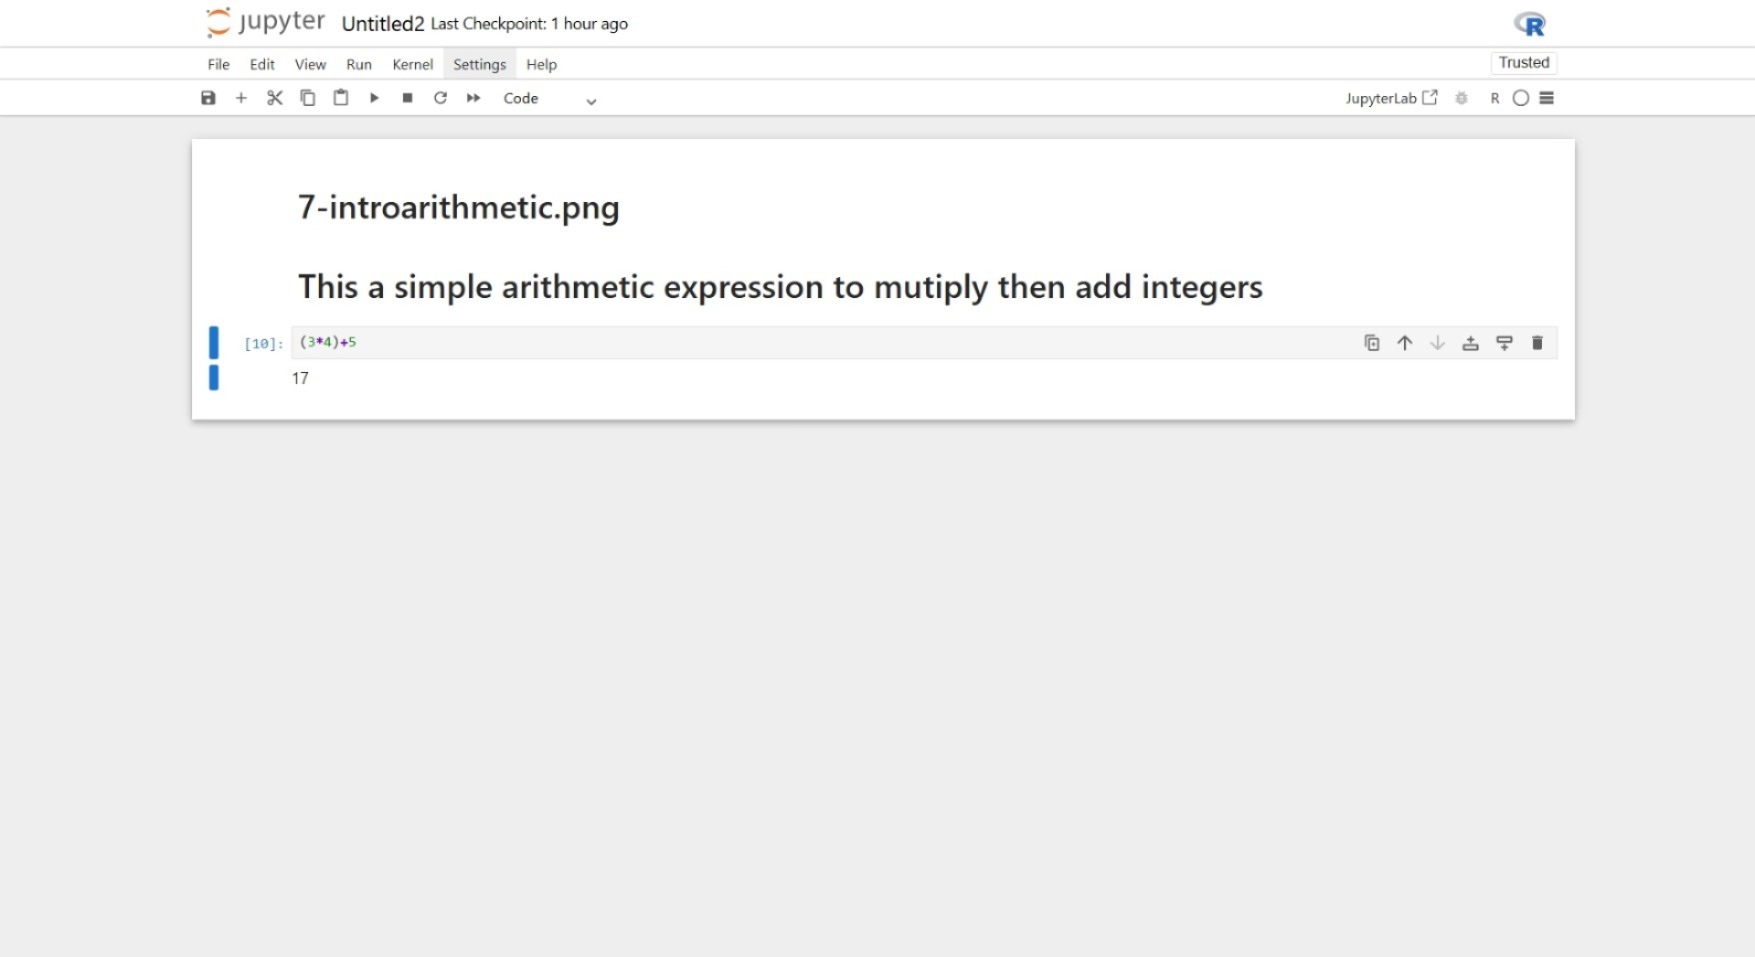 jupyter Untitled2 Last Checkpoint: 1 hour ago
File Edit View Run Kernel Settings Help Trusted
Code JupyterLab R
7-introarithmetic.png
This a simple arithmetic expression to mutiply then add integers
[10]: (3*4)+5
17